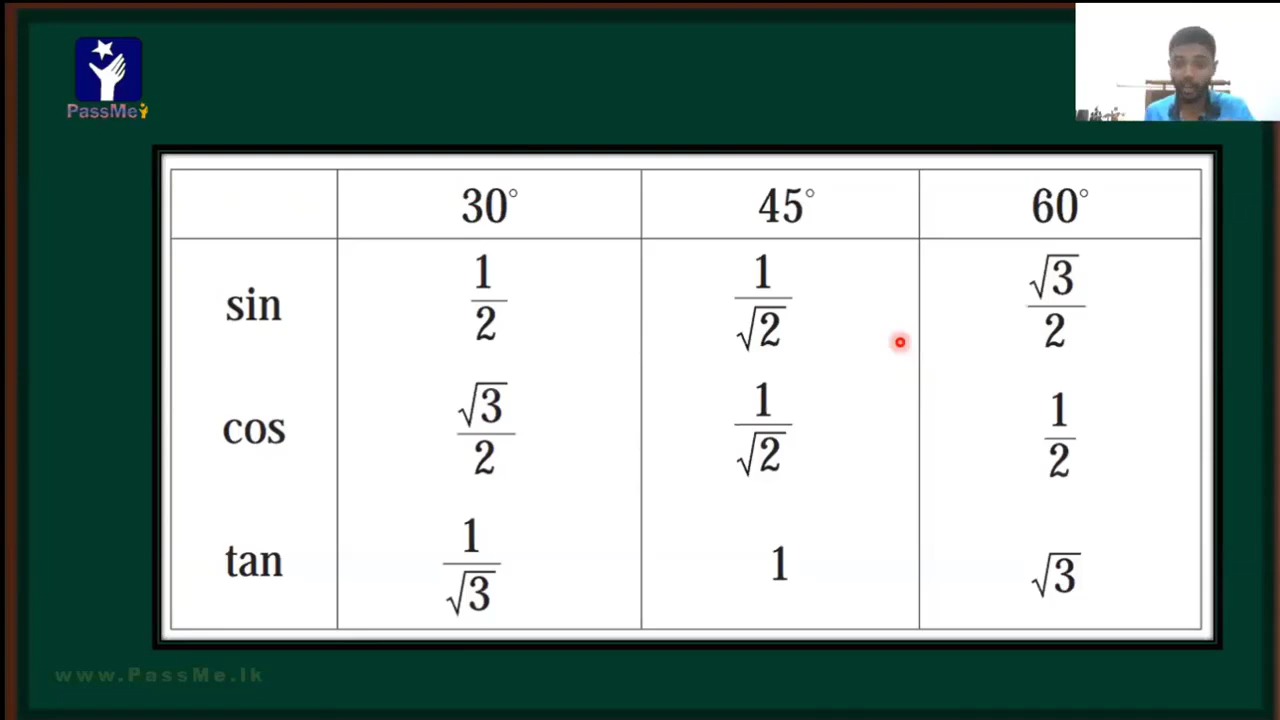 PassMe
30° 45° 60°
sin 1/2 1/√2 √3/2
cos √3/2 1/√2 1/2
tan 1/√3 1 √3
www.PassMe.lk